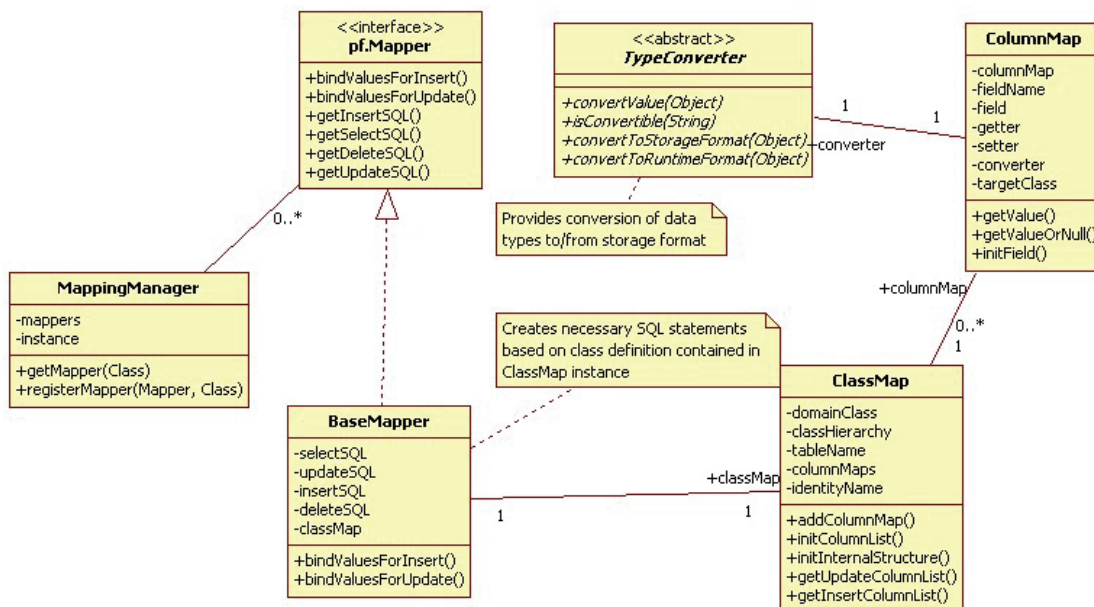 <<interface>>
pf.Mapper
+bindValuesForInsert()
+bindValuesForUpdate()
+getInsertSQL()
+getSelectSQL()
+getDeleteSQL()
+getUpdateSQL()
<<abstract>>
TypeConverter
+convertValue(Object)
+isConvertible(String)
+convertToStorageFormat(Object)
+convertToRuntimeFormat(Object)
1
1
+converter
ColumnMap
-columnMap
-fieldName
-field
-getter
-setter
-converter
-targetClass
+getValue()
+getValueOrNull()
+initField()
Provides conversion of data
types to/from storage format
0..*
MappingManager
-mappers
-instance
+getMapper(Class)
+registerMapper(Mapper, Class)
+columnMap
0..*
1
Creates necessary SQL statements
based on class definition contained in
ClassMap instance
BaseMapper
-selectSQL
-updateSQL
-insertSQL
-deleteSQL
-classMap
+bindValuesForInsert()
+bindValuesForUpdate()
+classMap
1
1
ClassMap
-domainClass
-classHierarchy
-tableName
-columnMaps
-identityName
+addColumnMap()
+initColumnList()
+initInternalStructure()
+getUpdateColumnList()
+getInsertColumnList()